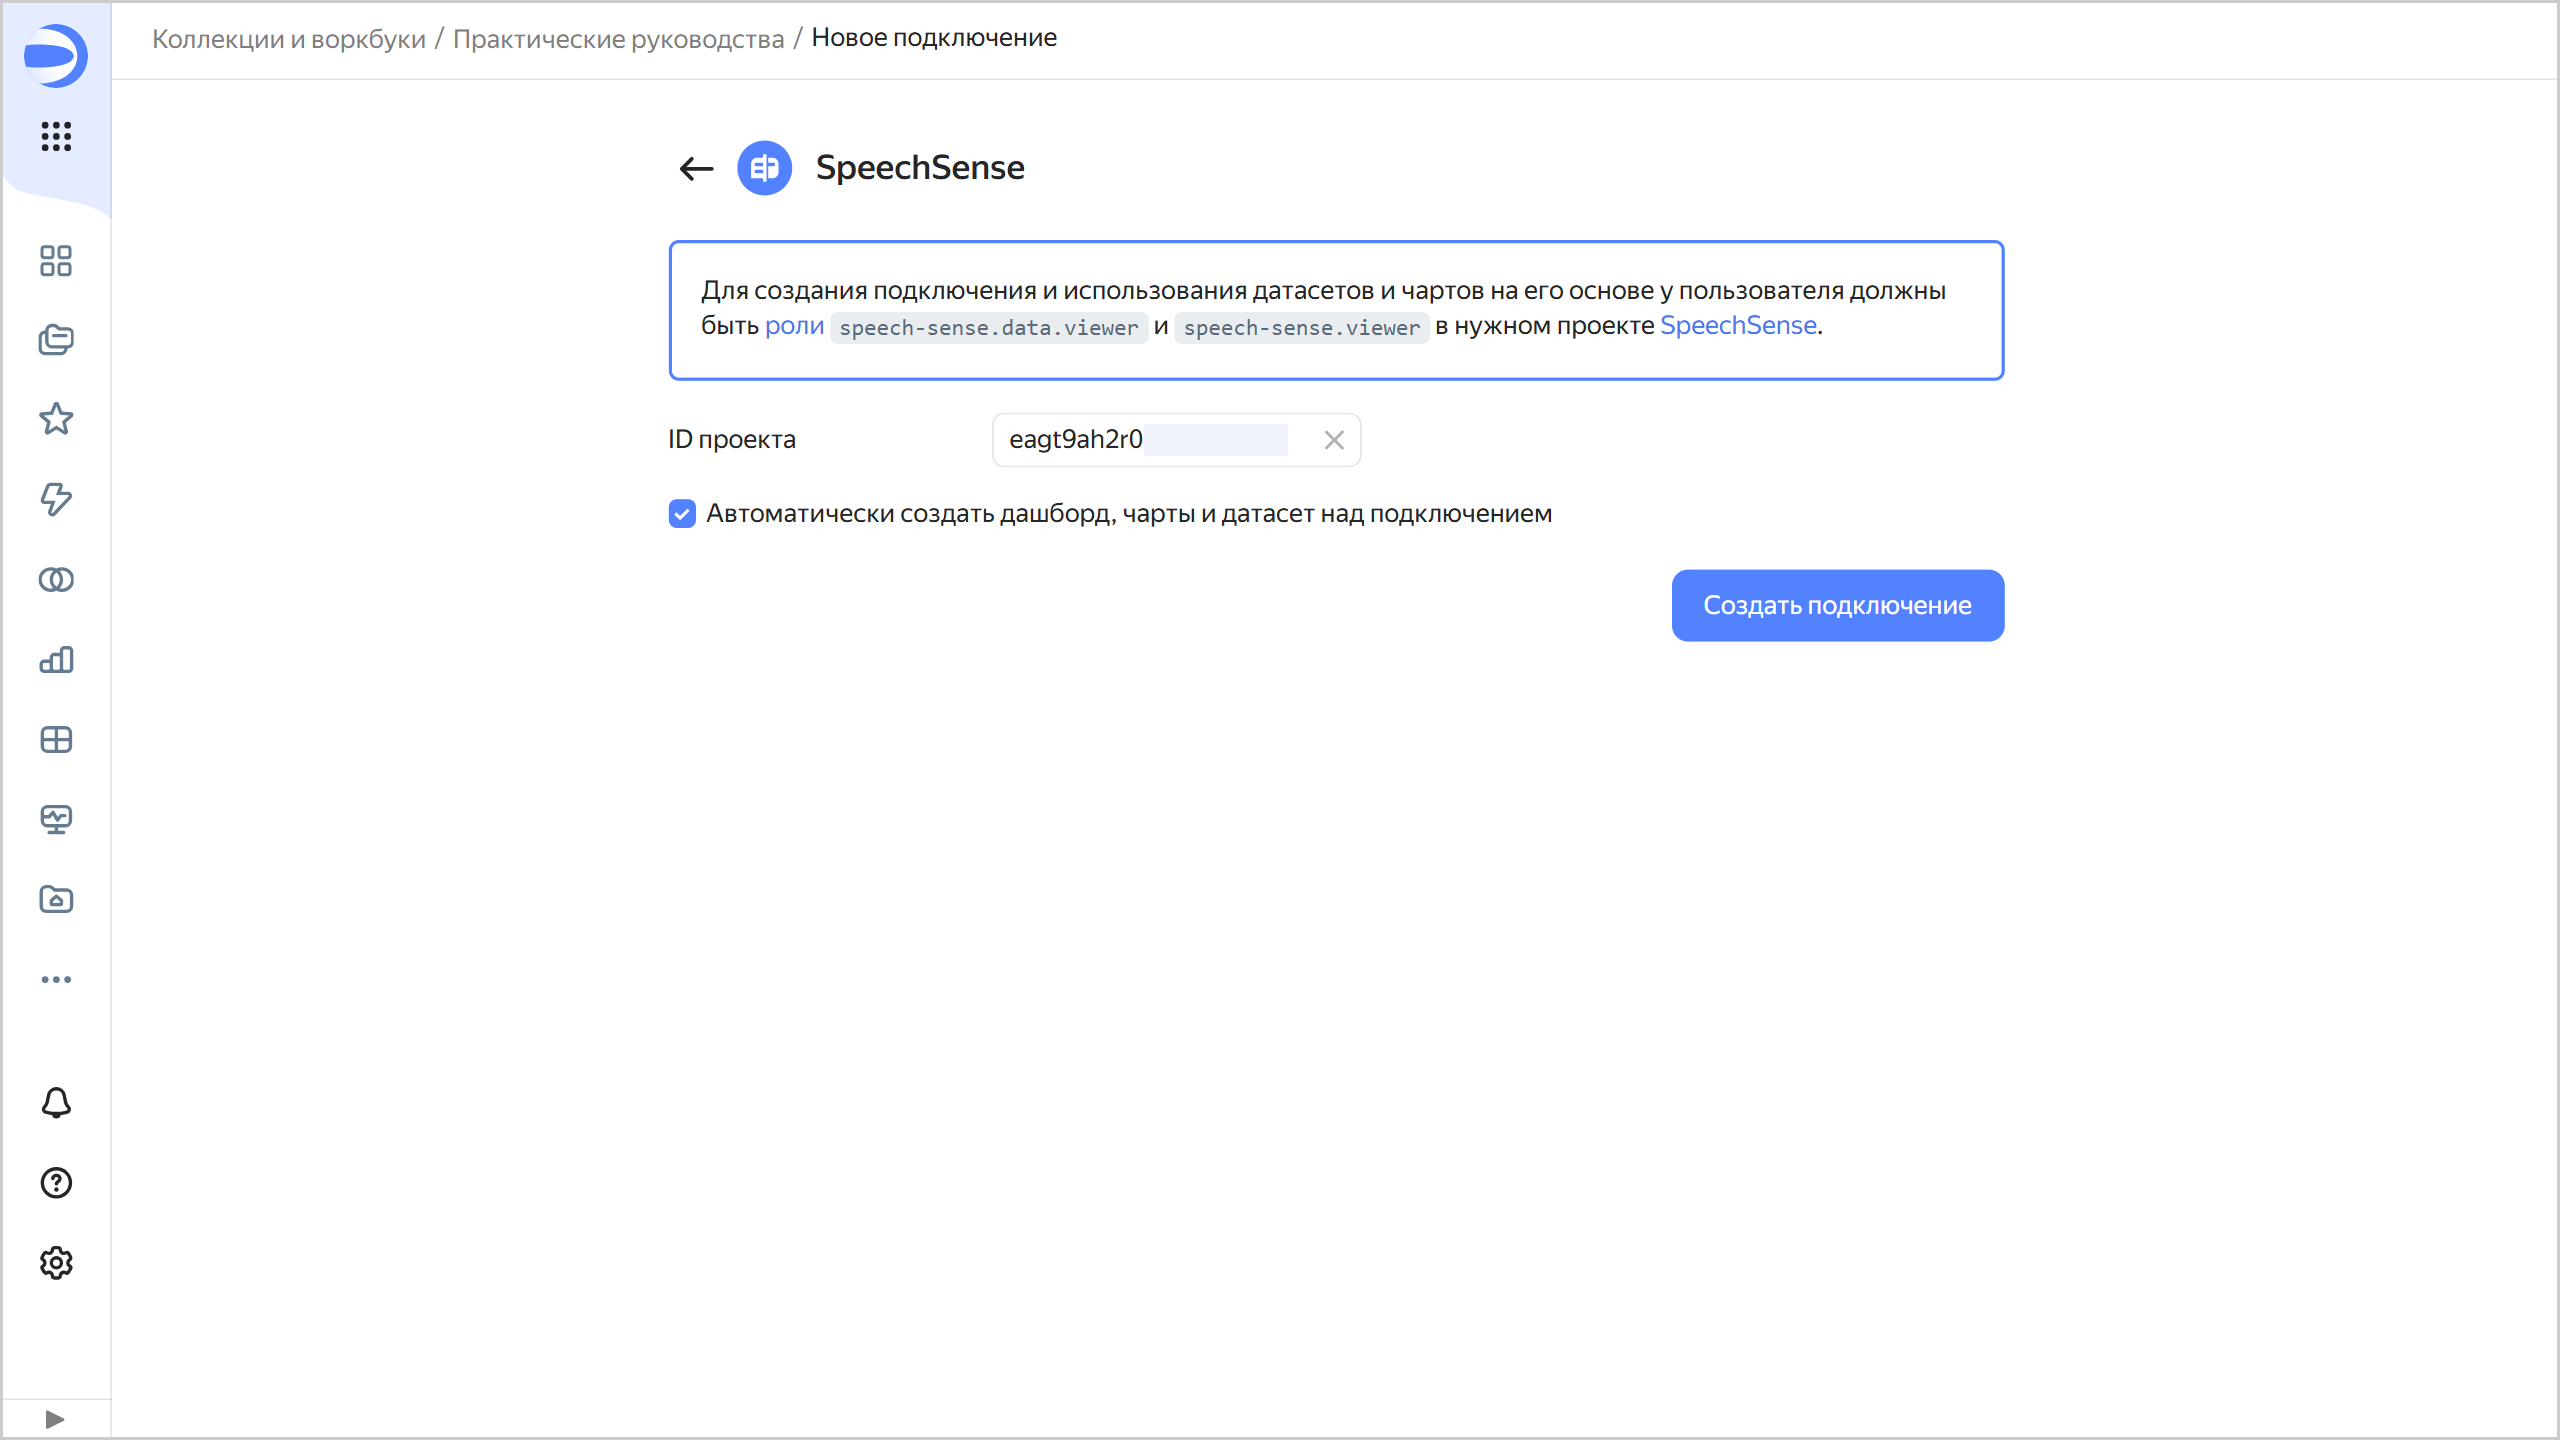 Коллекции и воркбуки / Практические руководства / Новое подключение
SpeechSense
Для создания подключения и использования датасетов и чартов на его основе у пользователя должны
быть роли speech-sense.data.viewer и speech-sense.viewer в нужном проекте SpeechSense.
ID проекта eagt9ah2r0
Автоматически создать дашборд, чарты и датасет над подключением
Создать подключение